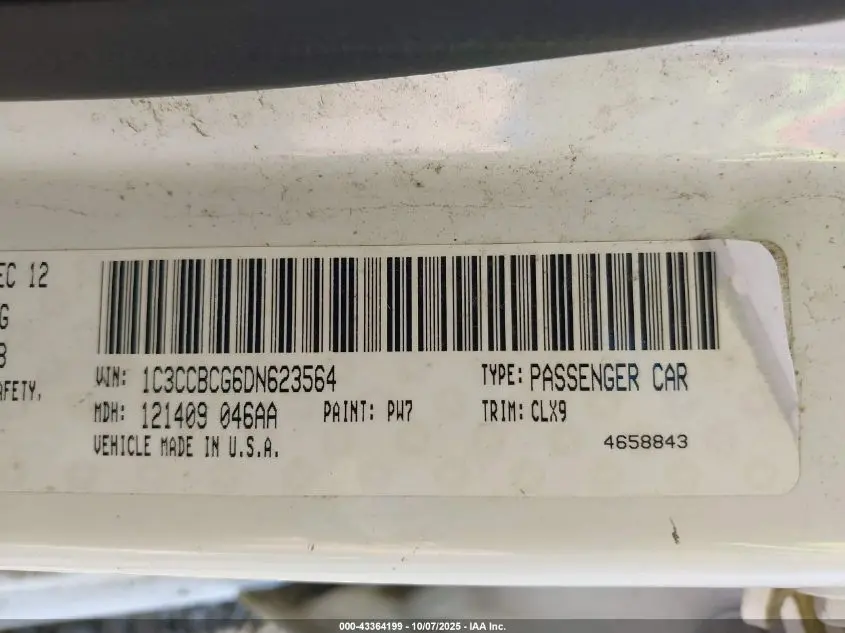 EC 12
G
8
AFETY,
VIN: 1C3CCBCG6DN623564 TYPE: PASSENGER CAR
MDH: 121409 046AA PAINT: PW7 TRIM: CLX9
VEHICLE MADE IN U.S.A. 4658843
000-43364199 - 10/07/2025 - IAA Inc.